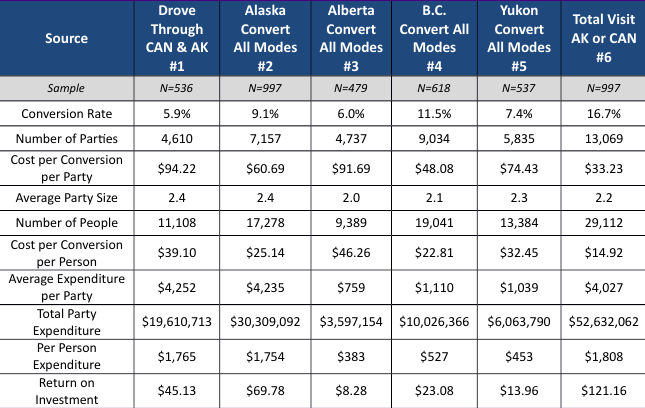 Source
Drove
Through
CAN & AK
#1
Alaska
Convert
All Modes
#2
Alberta
Convert
All Modes
#3
B.C.
Convert All
Modes
#4
Yukon
Convert
All Modes
#5
Total Visit
AK or CAN
#6
Sample N=536 N=997 N=479 N=618 N=537 N=997
Conversion Rate 5.9% 9.1% 6.0% 11.5% 7.4% 16.7%
Number of Parties 4,610 7,157 4,737 9,034 5,835 13,069
Cost per Conversion
per Party $94.22 $60.69 $91.69 $48.08 $74.43 $33.23
Average Party Size 2.4 2.4 2.0 2.1 2.3 2.2
Number of People 11,108 17,278 9,389 19,041 13,384 29,112
Cost per Conversion
per Person $39.10 $25.14 $46.26 $22.81 $32.45 $14.92
Average Expenditure
per Party $4,252 $4,235 $759 $1,110 $1,039 $4,027
Total Party
Expenditure $19,610,713 $30,309,092 $3,597,154 $10,026,366 $6,063,790 $52,632,062
Per Person
Expenditure $1,765 $1,754 $383 $527 $453 $1,808
Return on
Investment $45.13 $69.78 $8.28 $23.08 $13.96 $121.16